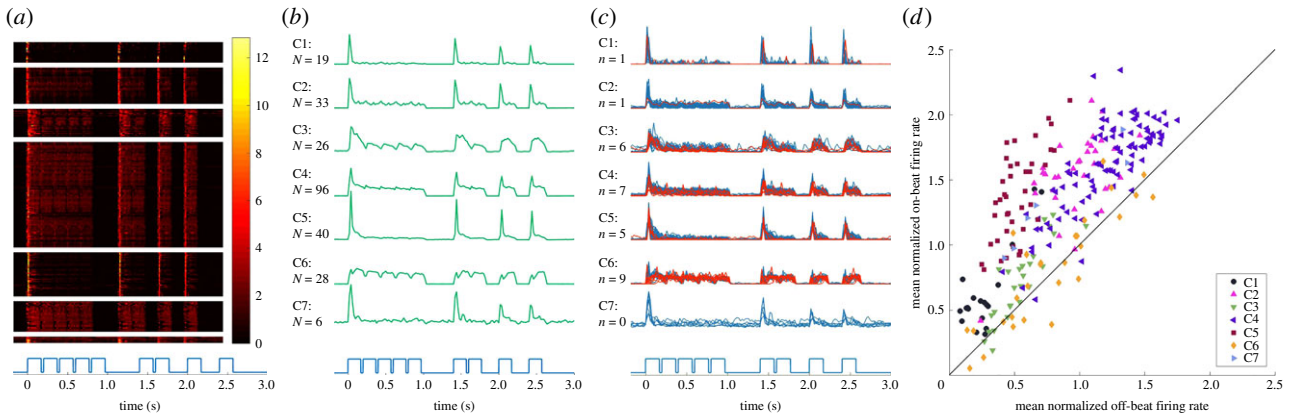 (a)
12
10
8
6
4
2
0
0 0.5 1.0 1.5 2.0 2.5 3.0
time (s)
(b)
C1:
N = 19
C2:
N = 33
C3:
N = 26
C4:
N = 96
C5:
N = 40
C6:
N = 28
C7:
N = 6
0 0.5 1.0 1.5 2.0 2.5 3.0
time (s)
(c)
C1:
n = 1
C2:
n = 1
C3:
n = 6
C4:
n = 7
C5:
n = 5
C6:
n = 9
C7:
n = 0
0 0.5 1.0 1.5 2.0 2.5 3.0
time (s)
(d)
mean normalized on-beat firing rate
2.5
2.0
1.5
1.0
0.5
C1
C2
C3
C4
C5
C6
C7
0 0.5 1.0 1.5 2.0 2.5
mean normalized off-beat firing rate